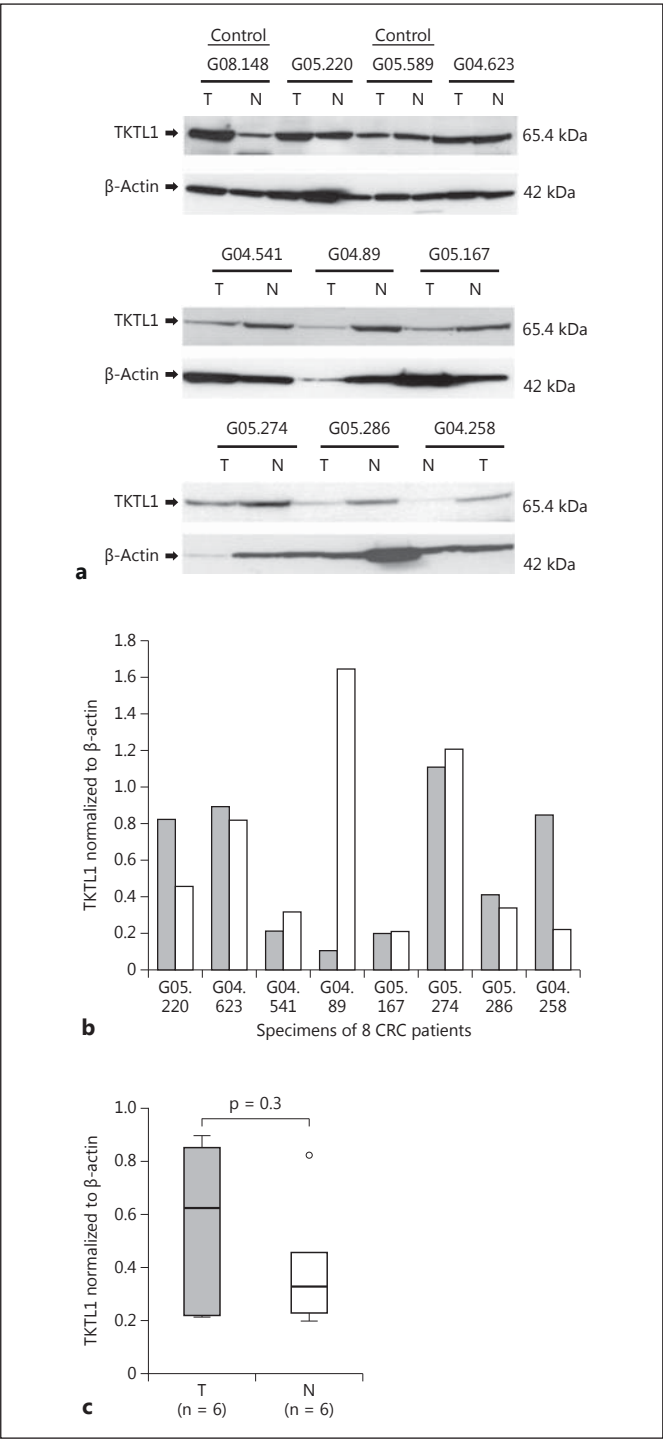 Control Control
G08.148 G05.220 G05.589 G04.623
T N T N T N T N
TKTL1 65.4 kDa
β-Actin 42 kDa
G04.541 G04.89 G05.167
T N T N T N
TKTL1 65.4 kDa
β-Actin 42 kDa
G05.274 G05.286 G04.258
T N T N N T
TKTL1 65.4 kDa
β-Actin 42 kDa
a
TKTL1 normalized to β-actin
1.8
1.6
1.4
1.2
1.0
0.8
0.6
0.4
0.2
0
G05. G04. G04. G04. G05. G05. G05. G04.
220 623 541 89 167 274 286 258
Specimens of 8 CRC patients
b
TKTL1 normalized to β-actin
1.0
0.8
0.6
0.4
0.2
0
p = 0.3
T N
(n = 6) (n = 6)
c